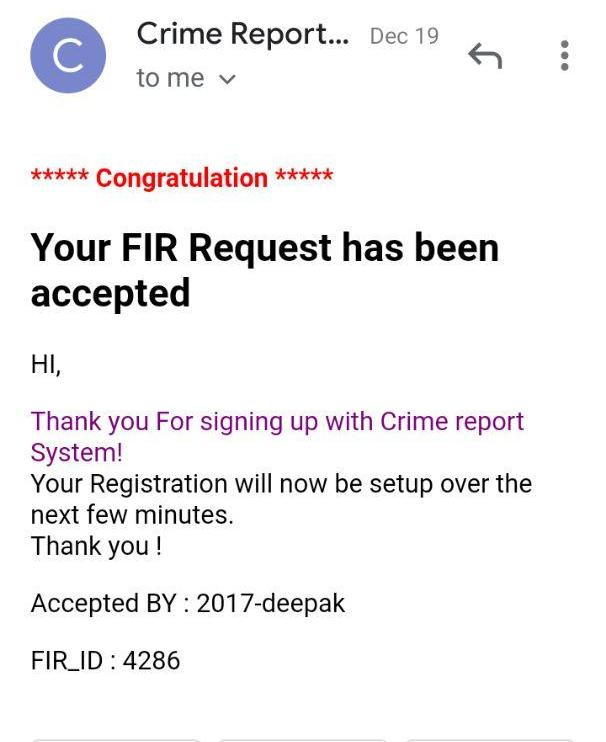 C
Crime Report... Dec 19
to me
***** Congratulation *****
Your FIR Request has been
accepted
HI,
Thank you For signing up with Crime report
System!
Your Registration will now be setup over the
next few minutes.
Thank you !
Accepted BY : 2017-deepak
FIR_ID : 4286